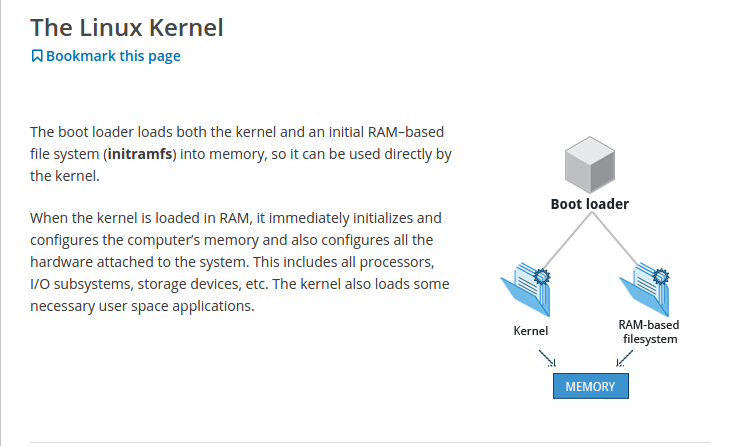 The Linux Kernel
Bookmark this page
The boot loader loads both the kernel and an initial RAM–based
file system (initramfs) into memory, so it can be used directly by
the kernel.
When the kernel is loaded in RAM, it immediately initializes and
configures the computer’s memory and also configures all the
hardware attached to the system. This includes all processors,
I/O subsystems, storage devices, etc. The kernel also loads some
necessary user space applications.
Boot loader
Kernel
RAM-based
filesystem
MEMORY